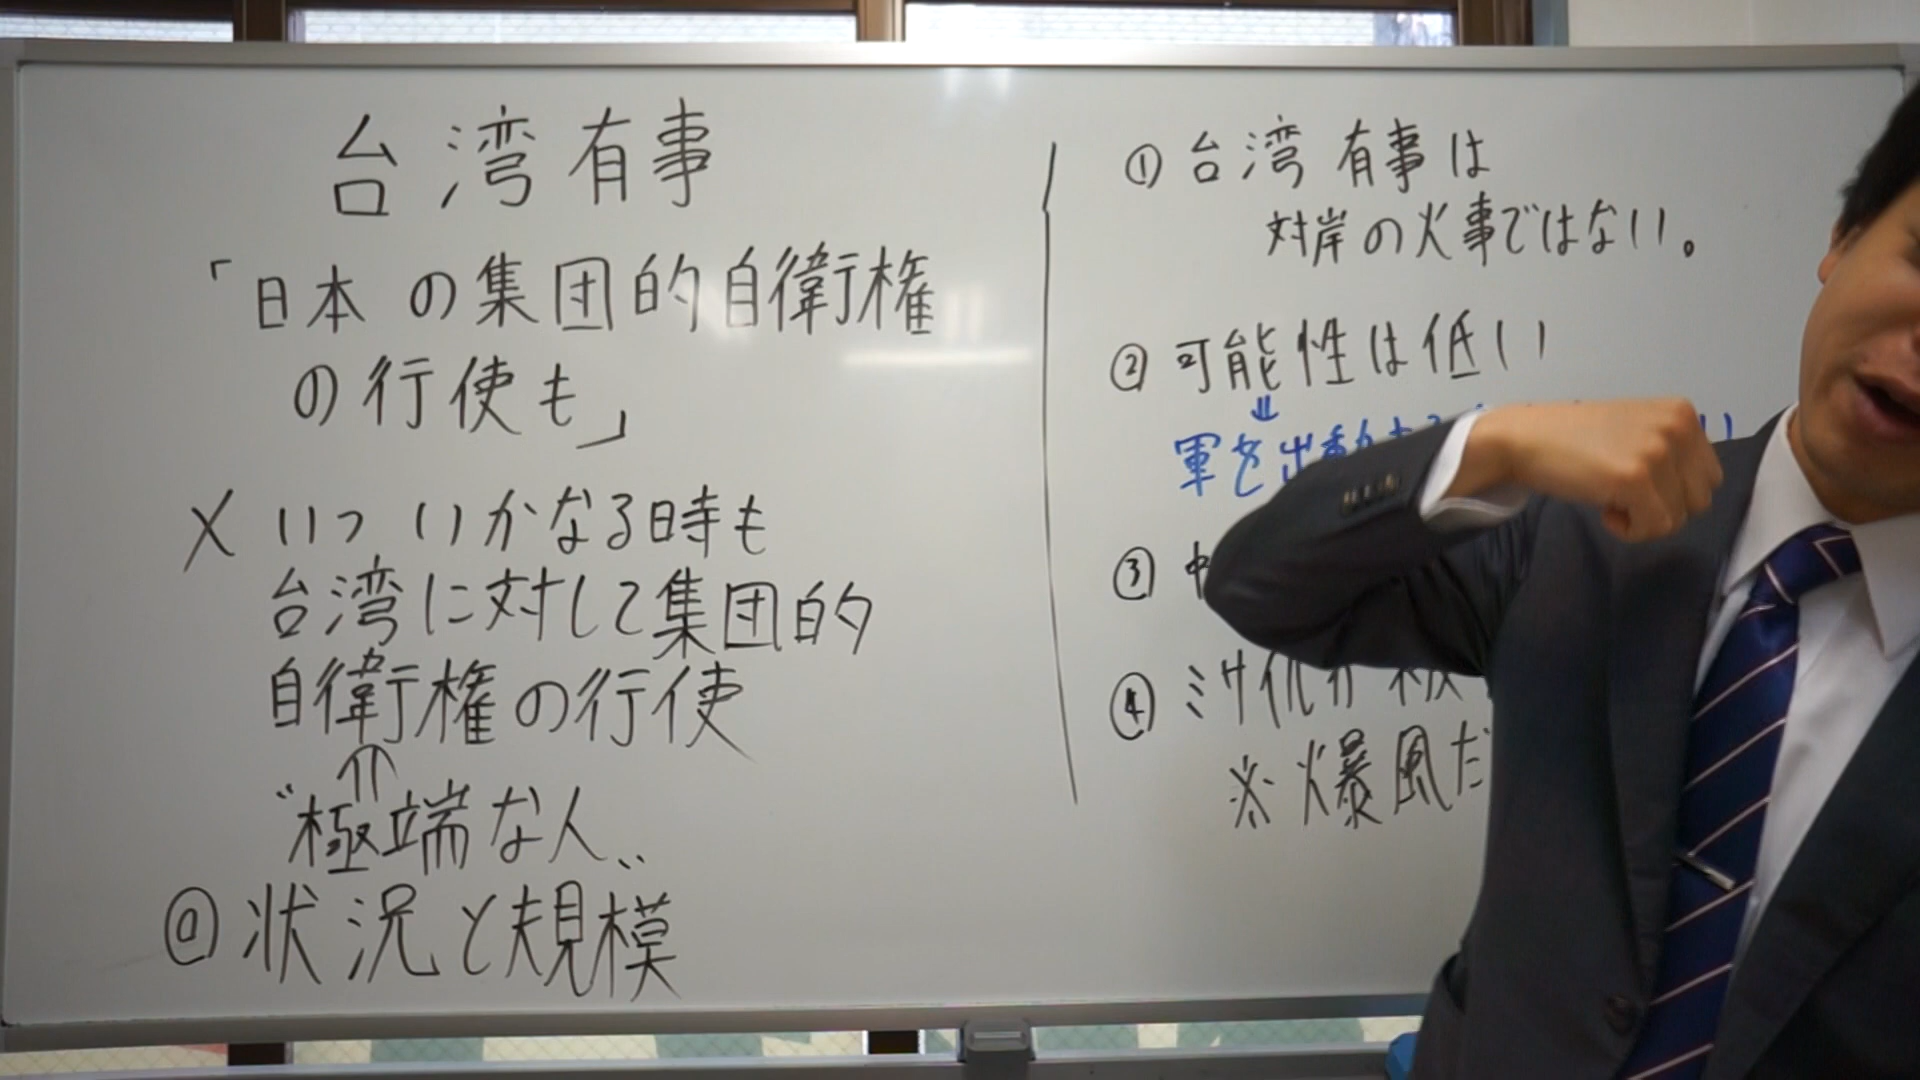 台湾有事
「日本の集団的自衛権
の行使も」
× いついかなる時も
台湾に対して集団的
自衛権の行使
⇑
"極端な人"
@状況と規模
①台湾有事は
対岸の火事ではない。
②可能性は低い
⇓
軍を出動
③中
④ミサイルが
※爆風だ